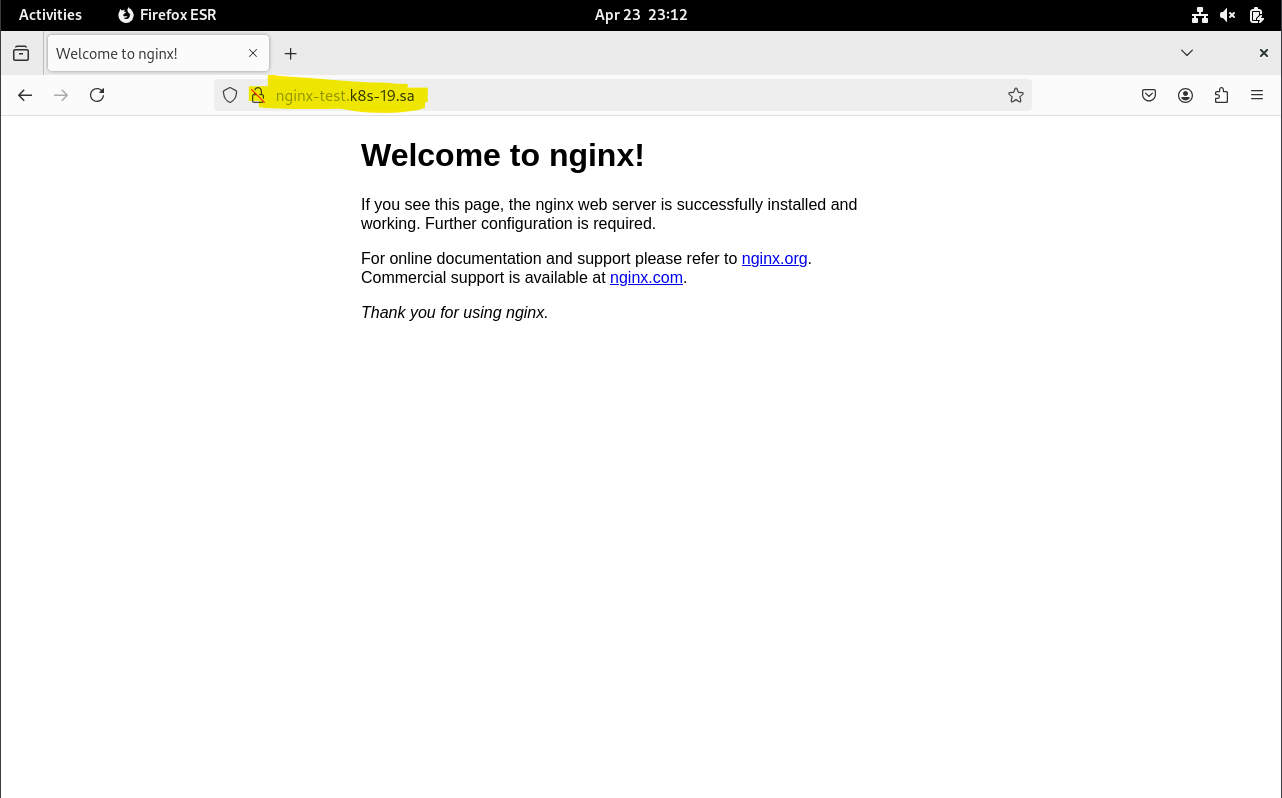 Activities
Firefox ESR
Apr 23 23:12
Welcome to nginx!
nginx-test.k8s-19.sa
Welcome to nginx!
If you see this page, the nginx web server is successfully installed and
working. Further configuration is required.
For online documentation and support please refer to nginx.org.
Commercial support is available at nginx.com.
Thank you for using nginx.